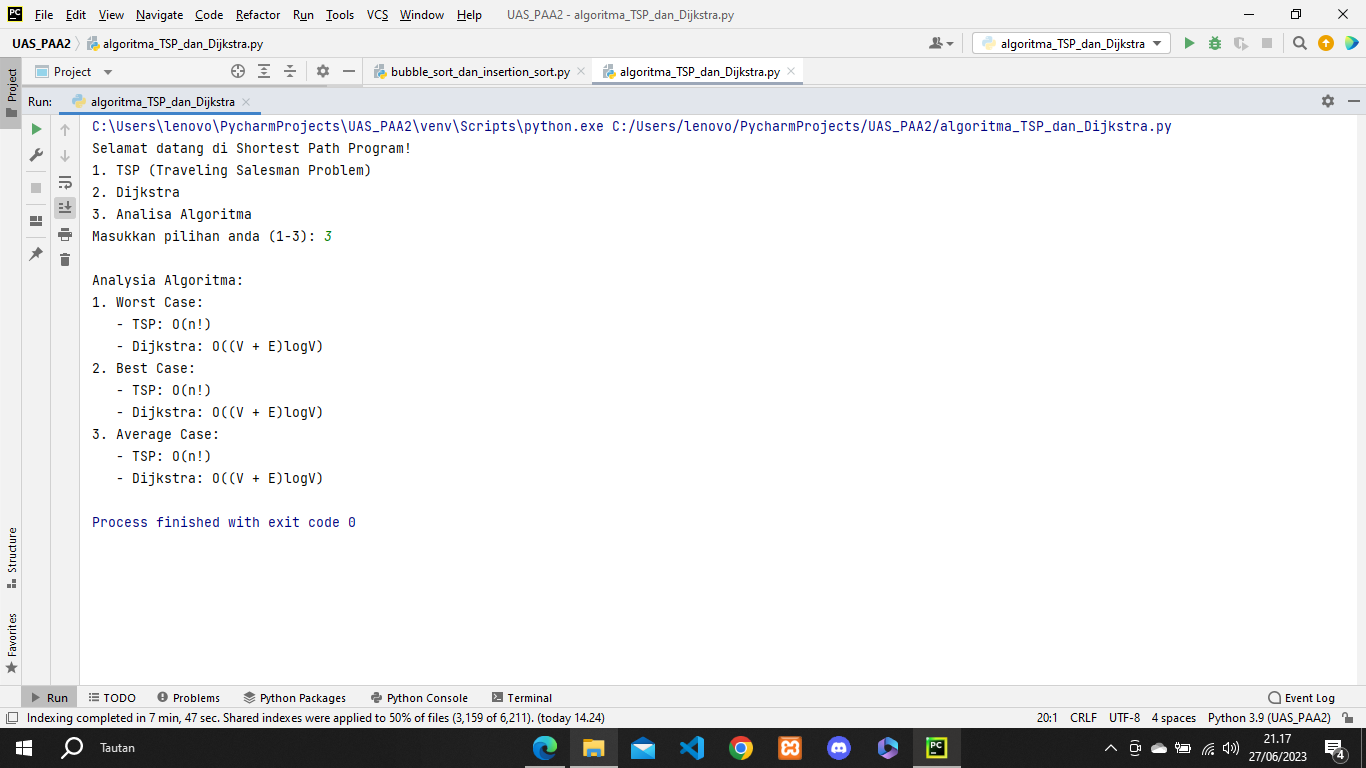 PC File Edit View Navigate Code Refactor Run Tools VCS Window Help UAS_PAA2 - algoritma_TSP_dan_Dijkstra.py
UAS_PAA2 algoritma_TSP_dan_Dijkstra.py algoritma_TSP_dan_Dijkstra
Project Project bubble_sort_dan_insertion_sort.py algoritma_TSP_dan_Dijkstra.py
Run: algoritma_TSP_dan_Dijkstra
C:\Users\lenovo\PycharmProjects\UAS_PAA2\venv\Scripts\python.exe C:/Users/lenovo/PycharmProjects/UAS_PAA2/algoritma_TSP_dan_Dijkstra.py
Selamat datang di Shortest Path Program!
1. TSP (Traveling Salesman Problem)
2. Dijkstra
3. Analisa Algoritma
Masukkan pilihan anda (1-3): 3
Analysia Algoritma:
1. Worst Case:
- TSP: O(n!)
- Dijkstra: O((V + E)logV)
2. Best Case:
- TSP: O(n!)
- Dijkstra: O((V + E)logV)
3. Average Case:
- TSP: O(n!)
- Dijkstra: O((V + E)logV)
Process finished with exit code 0
Structure
Favorites
Run TODO Problems Python Packages Python Console Terminal Event Log
Indexing completed in 7 min, 47 sec. Shared indexes were applied to 50% of files (3,159 of 6,211). (today 14.24) 20:1 CRLF UTF-8 4 spaces Python 3.9 (UAS_PAA2)
Tautan PC 21.17
27/06/2023 4